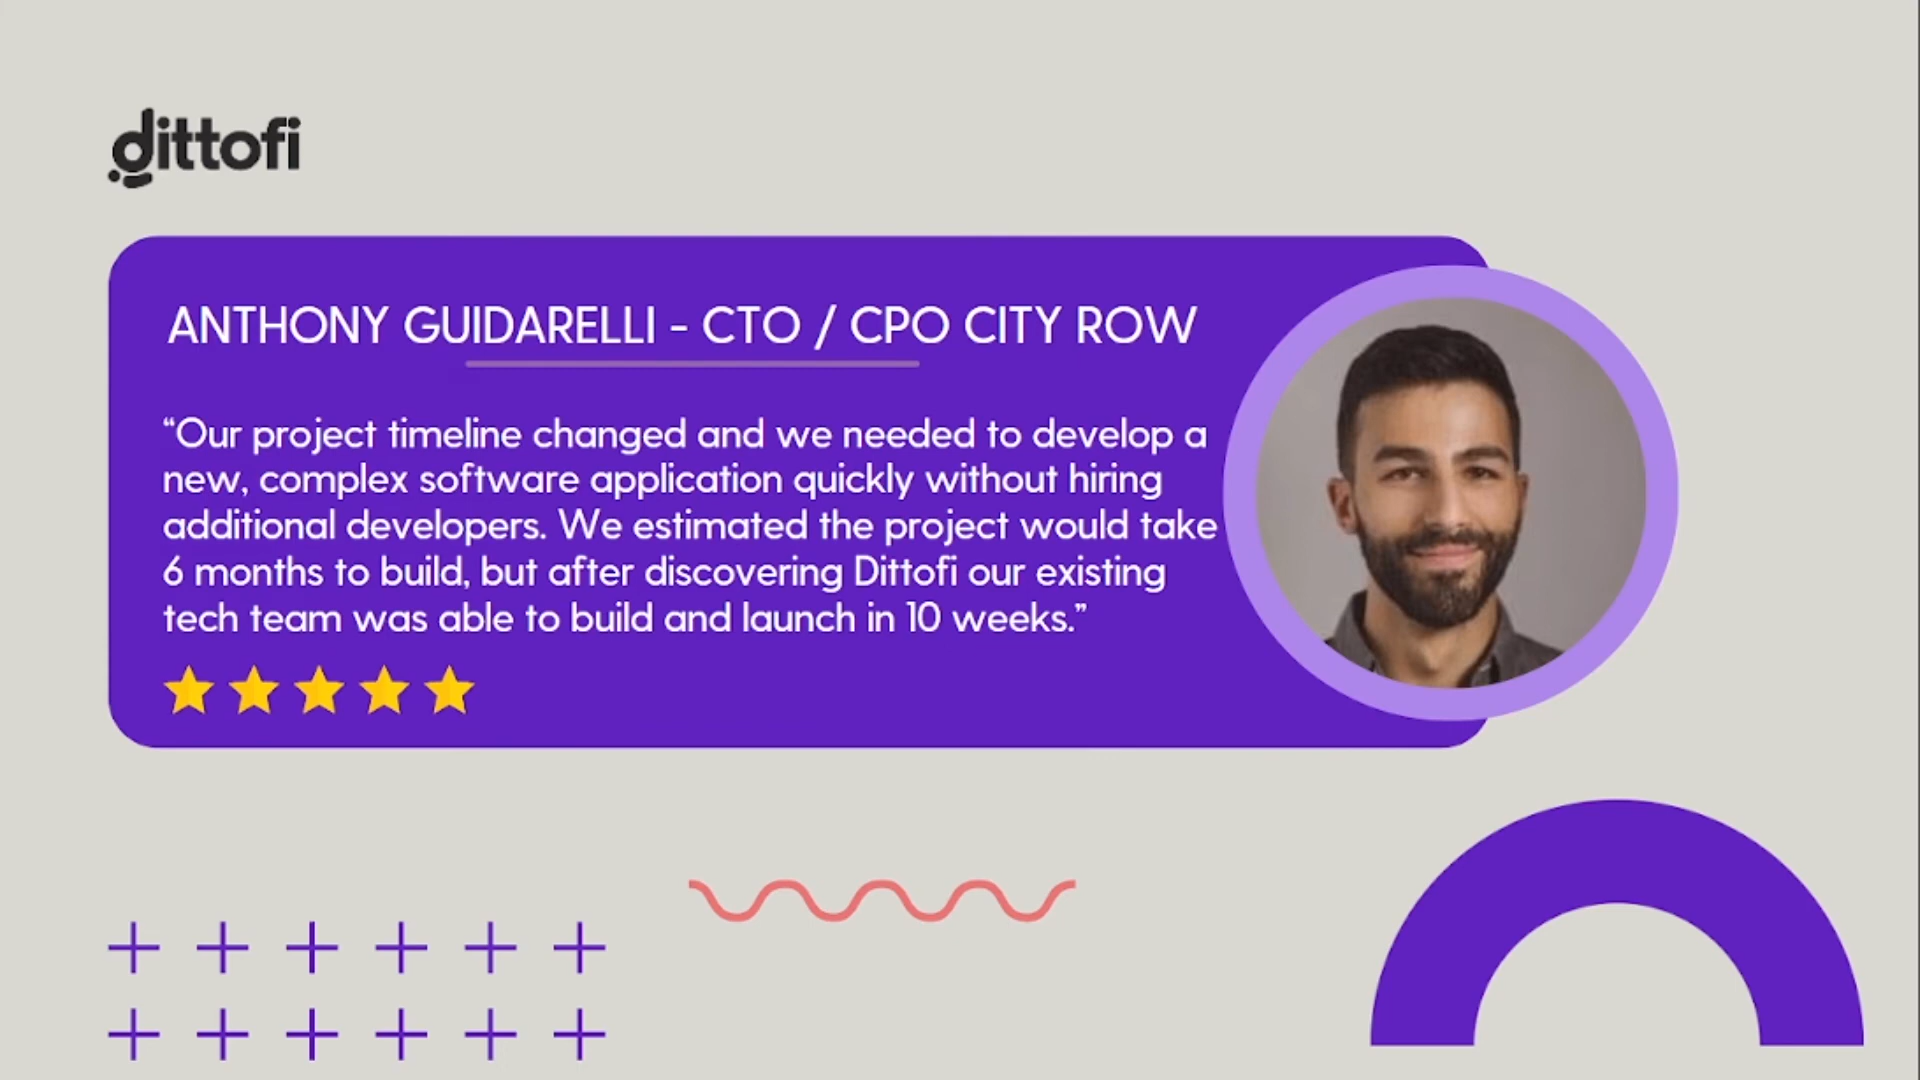 dittofi
ANTHONY GUIDARELLI - CTO / CPO CITY ROW
“Our project timeline changed and we needed to develop a
new, complex software application quickly without hiring
additional developers. We estimated the project would take
6 months to build, but after discovering Dittofi our existing
tech team was able to build and launch in 10 weeks.”